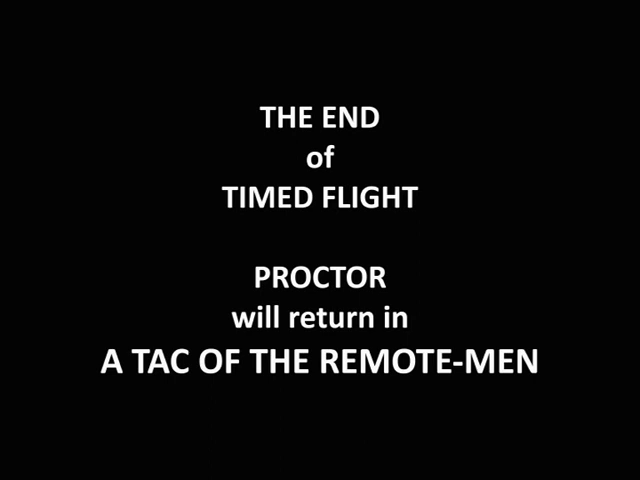 THE END
of
TIMED FLIGHT
PROCTOR
will return in
A TAC OF THE REMOTE-MEN